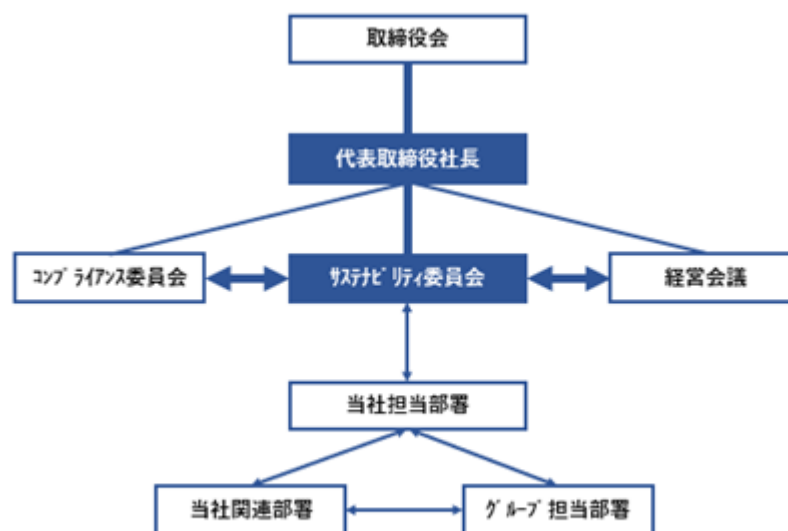 取締役会
代表取締役社長
ｺﾝﾌﾟﾗｲｱﾝｽ委員会
ｻｽﾃﾅﾋﾞﾘﾃｨ委員会
経営会議
当社担当部署
当社関連部署
ｸﾞﾙｰﾌﾟ担当部署